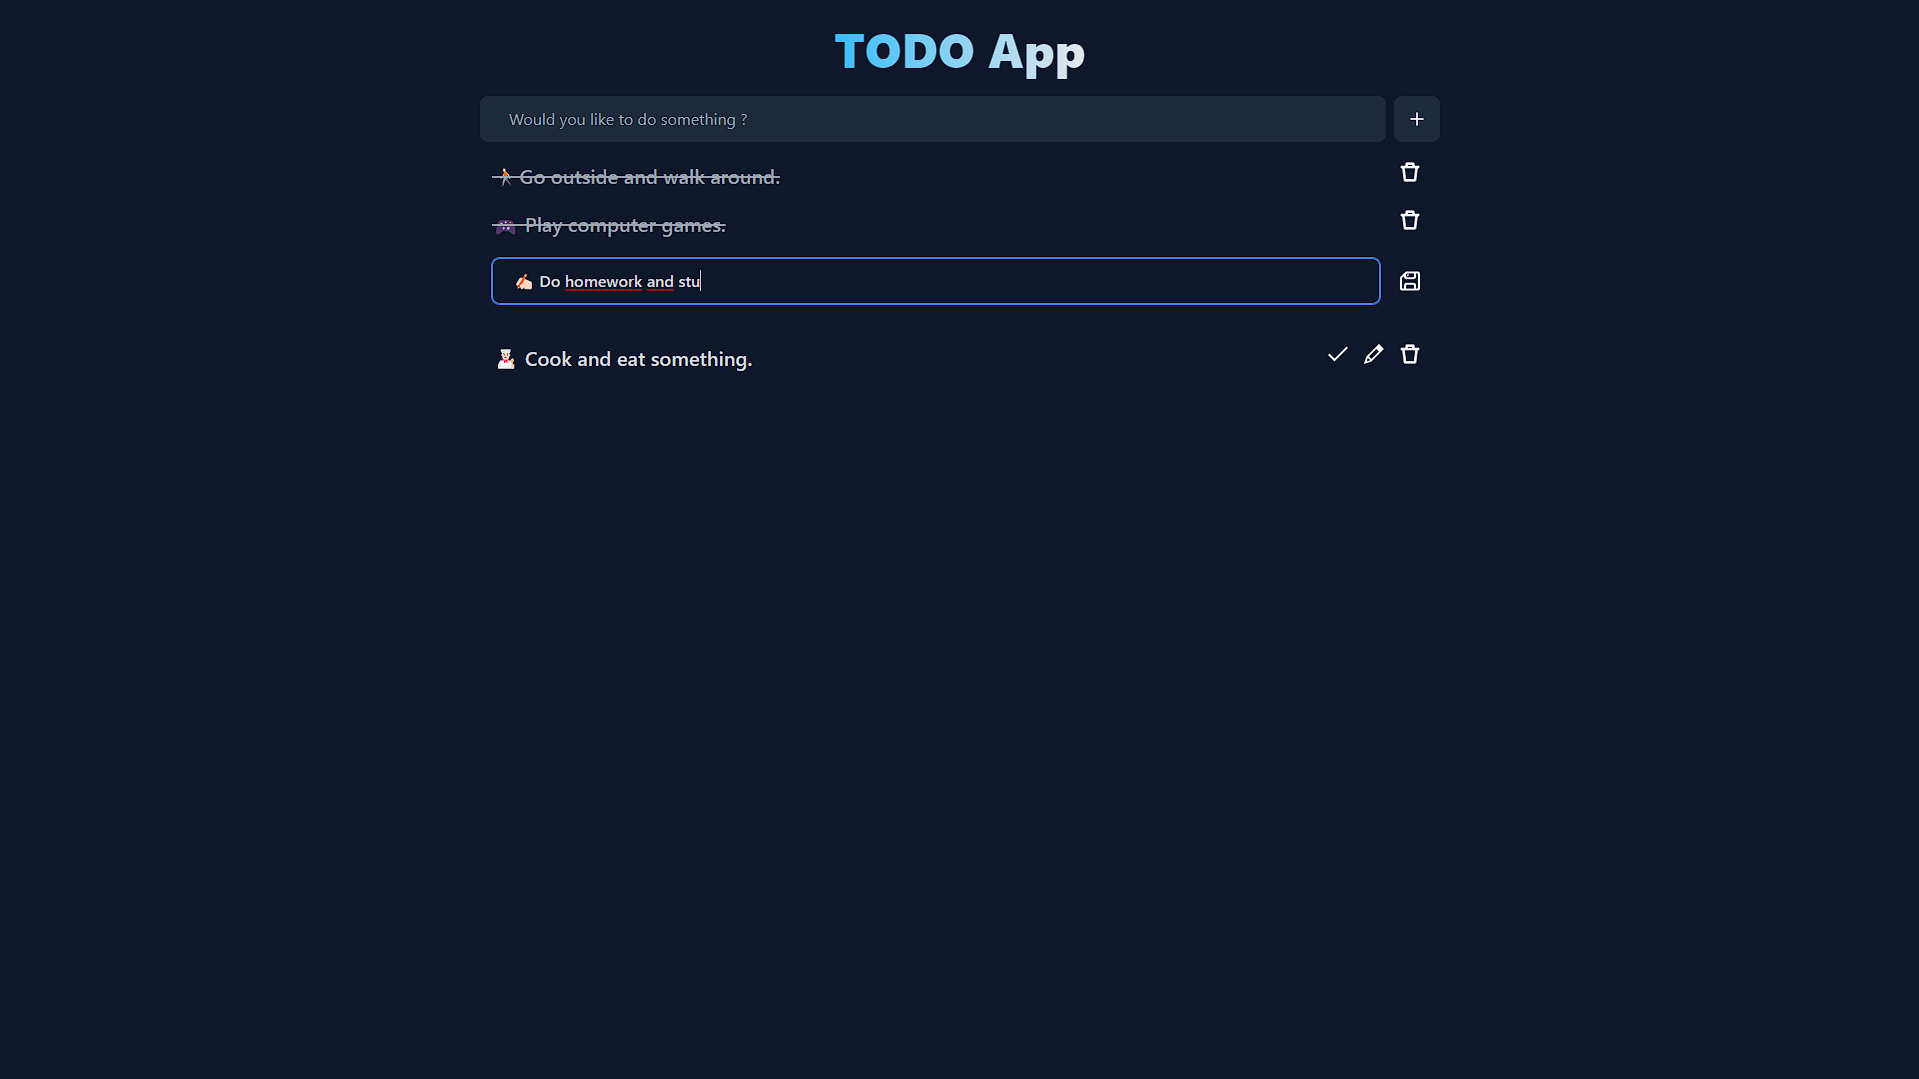 TODO App
Would you like to do something ?
🚶 Go outside and walk around.
🎮 Play computer games.
✍🏻 Do homework and stu
👨🏻‍🍳 Cook and eat something.